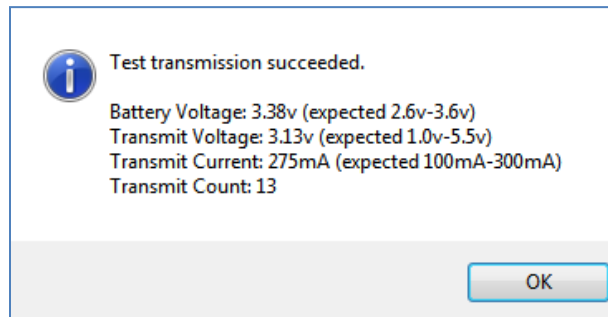 Test transmission succeeded.
Battery Voltage: 3.38v (expected 2.6v-3.6v)
Transmit Voltage: 3.13v (expected 1.0v-5.5v)
Transmit Current: 275mA (expected 100mA-300mA)
Transmit Count: 13
OK